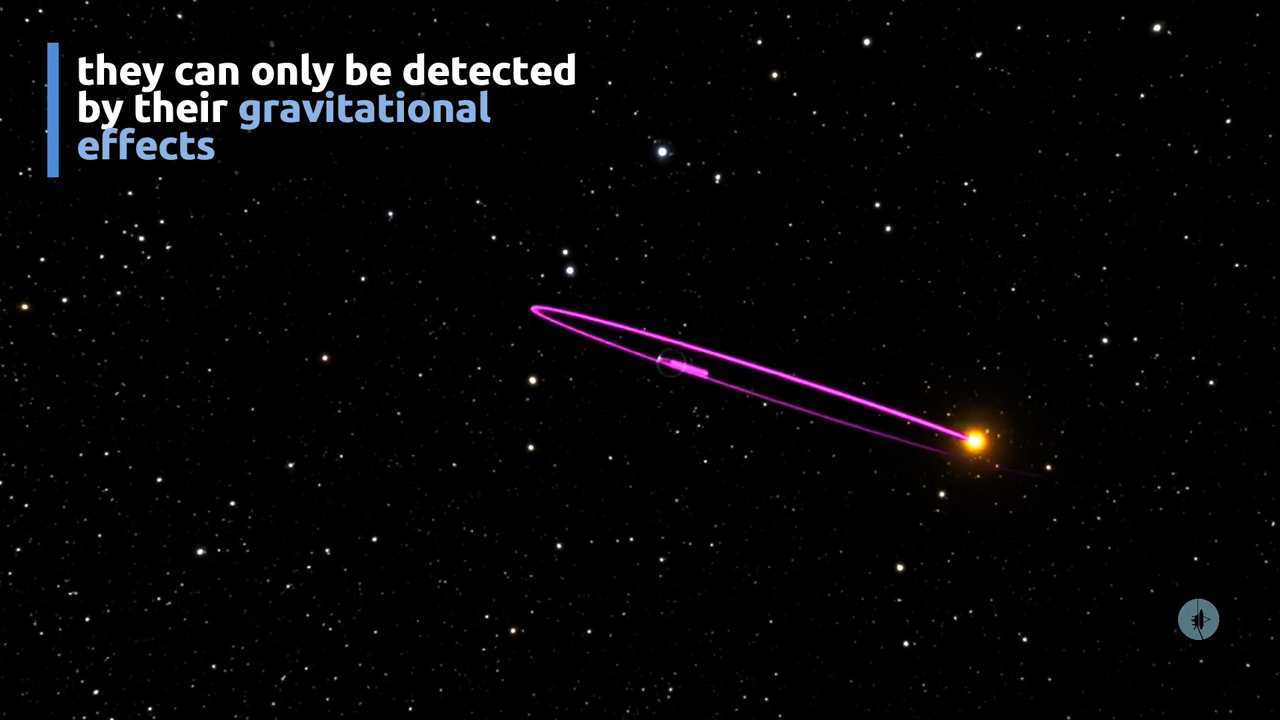 they can only be detected
by their gravitational
effects